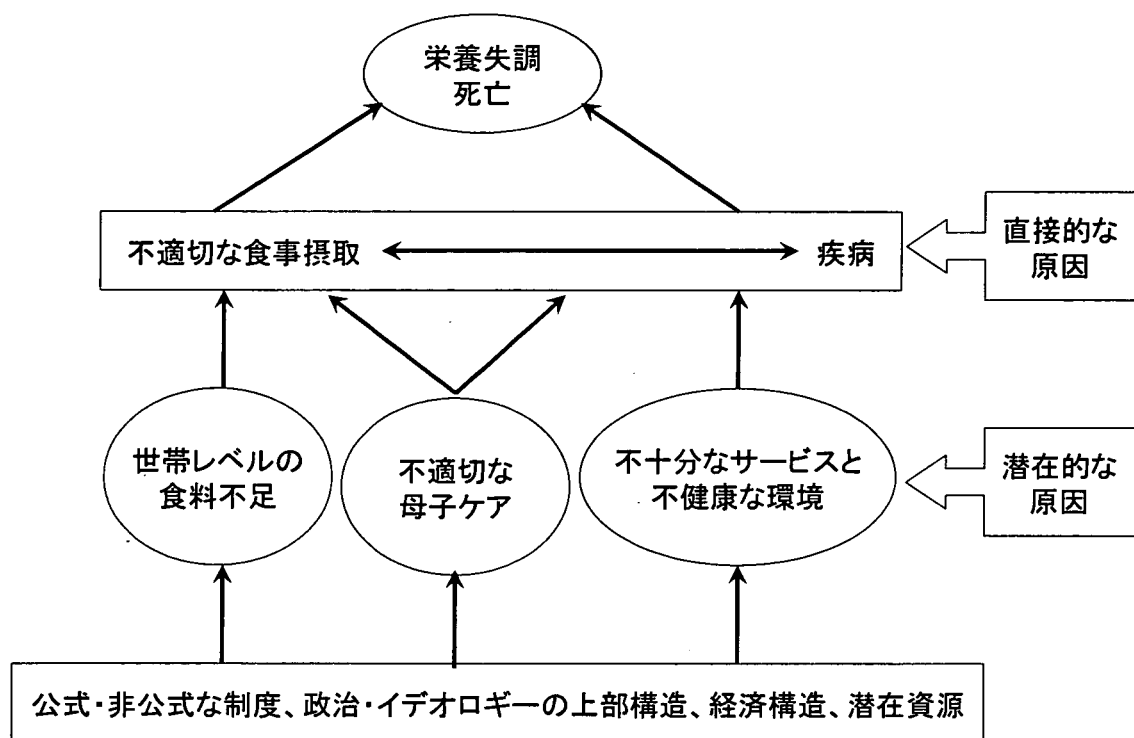 栄養失調
死亡
不適切な食事摂取
疾病
直接的な
原因
世帯レベルの
食料不足
不適切な
母子ケア
不十分なサービスと
不健康な環境
潜在的な
原因
公式・非公式な制度、政治・イデオロギーの上部構造、経済構造、潜在資源